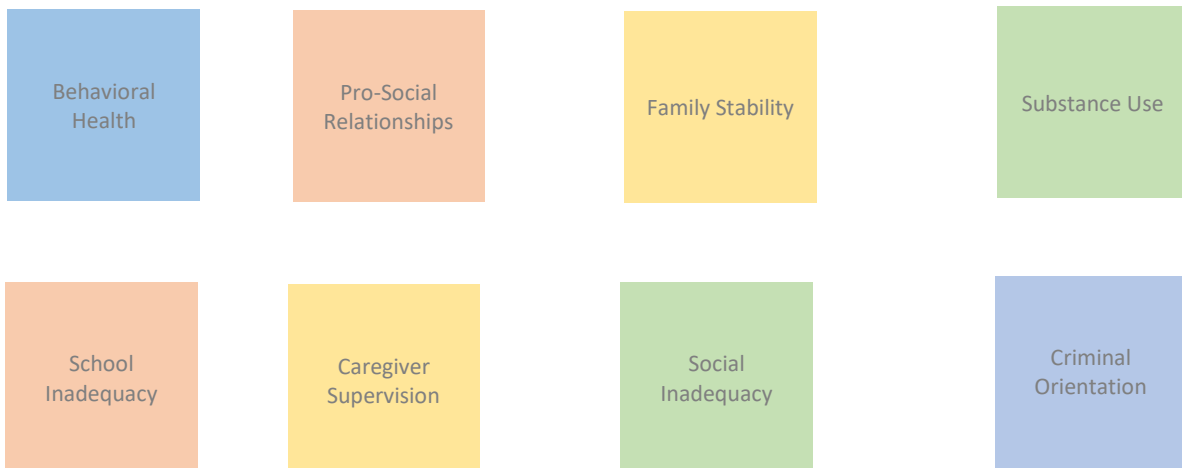 Behavioral
Health
Pro-Social
Relationships
Family Stability
Substance Use
School
Inadequacy
Caregiver
Supervision
Social
Inadequacy
Criminal
Orientation